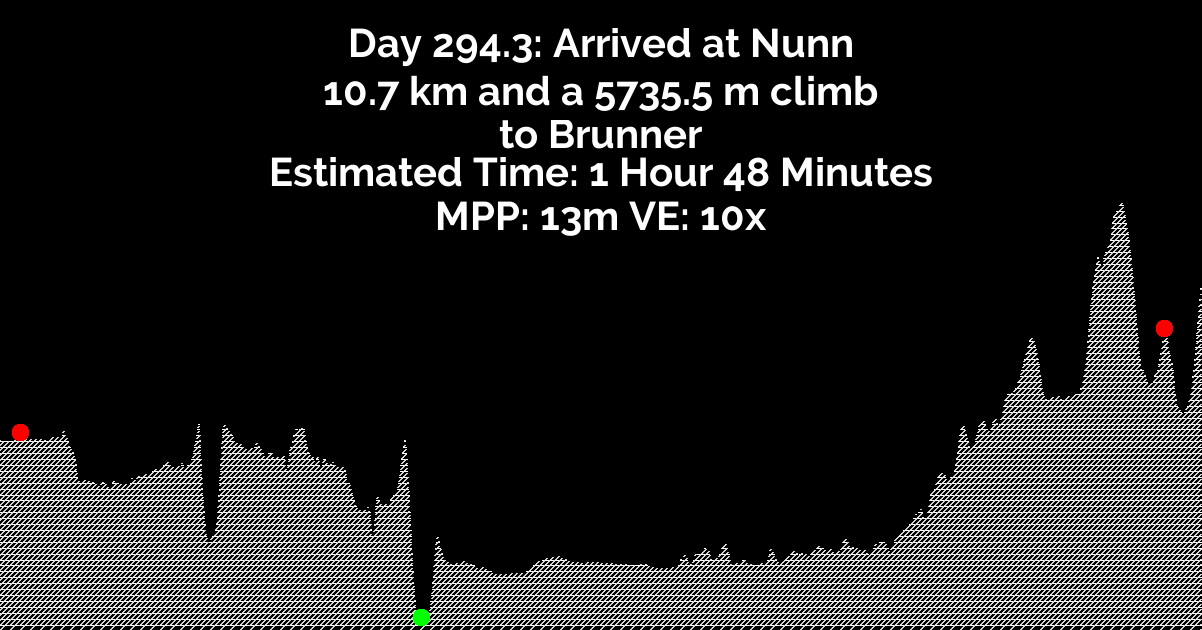 Day 294.3: Arrived at Nunn
10.7 km and a 5735.5 m climb
to Brunner
Estimated Time: 1 Hour 48 Minutes
MPP: 13m VE: 10x